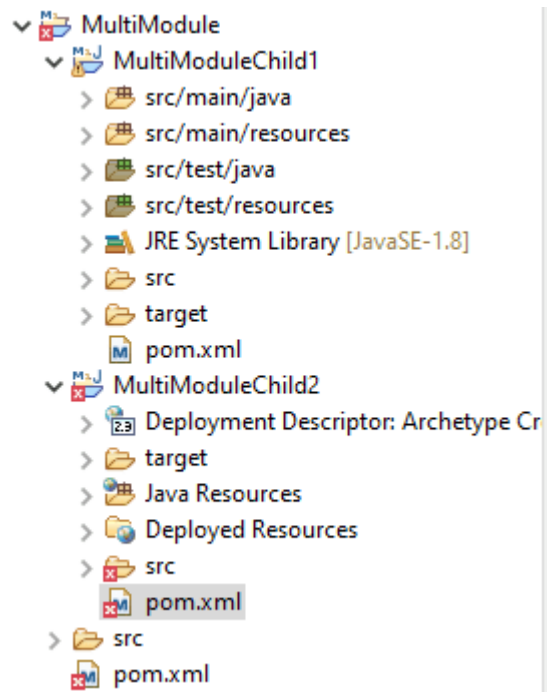 MultiModule
MultiModuleChild1
src/main/java
src/main/resources
src/test/java
src/test/resources
JRE System Library [JavaSE-1.8]
src
target
pom.xml
MultiModuleChild2
Deployment Descriptor: Archetype Cr
target
Java Resources
Deployed Resources
src
pom.xml
src
pom.xml